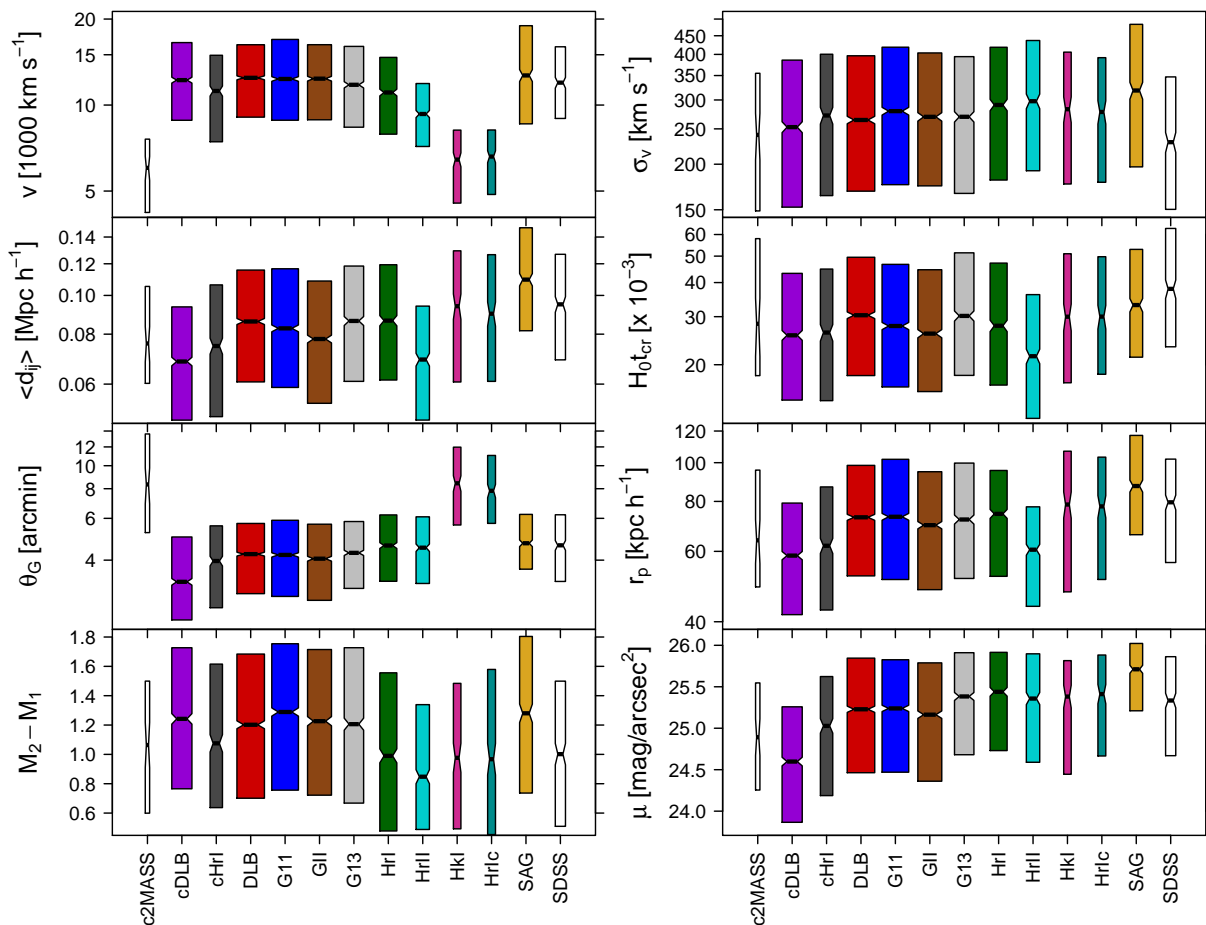 v [1000 km s⁻¹]
20
15
10
5
σᵥ [km s⁻¹]
450
400
350
300
250
200
150
<d_ij> [Mpc h⁻¹]
0.14
0.12
0.10
0.08
0.06
H₀t_cr [x 10⁻³]
60
50
40
30
20
θ_G [arcmin]
12
10
8
6
4
r_p [kpc h⁻¹]
120
100
80
60
40
M₂ − M₁
1.8
1.6
1.4
1.2
1.0
0.8
0.6
μ [mag/arcsec²]
26.0
25.5
25.0
24.5
24.0
c2MASS
cDLB
cHrI
DLB
G11
GII
G13
HrI
HrII
HkI
HrIc
SAG
SDSS
c2MASS
cDLB
cHrI
DLB
G11
GII
G13
HrI
HrII
HkI
HrIc
SAG
SDSS